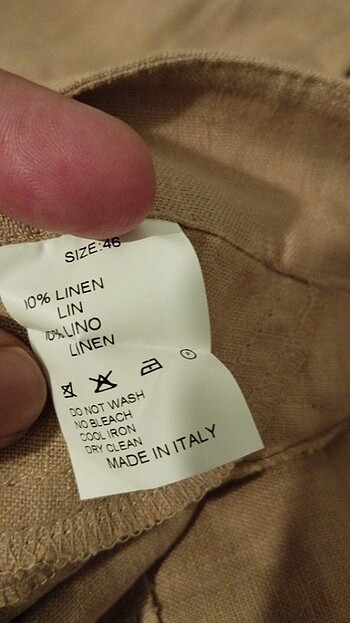 SIZE:46
10% LINEN
LIN
10% LINO
LINEN
DO NOT WASH
NO BLEACH
COOL IRON
DRY CLEAN
MADE IN ITALY